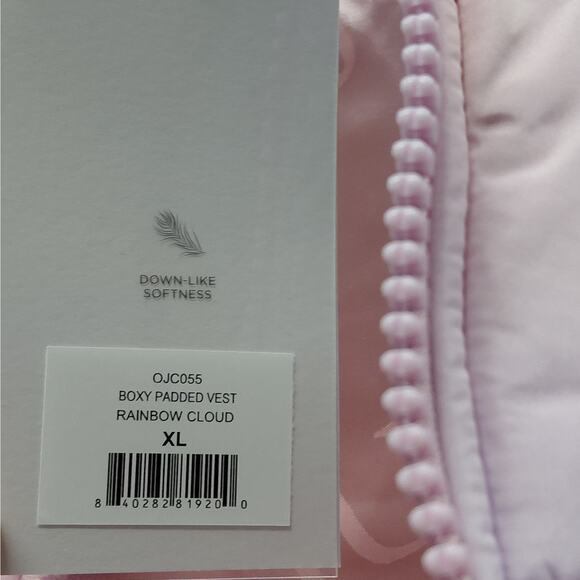 DOWN-LIKE
SOFTNESS
OJC055
BOXY PADDED VEST
RAINBOW CLOUD
XL
8 40282 81920 0